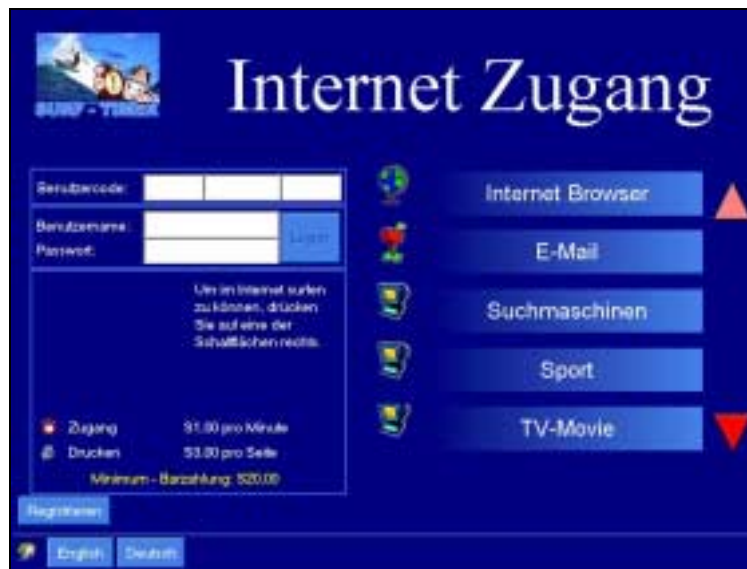 SURF-TIMER
Internet Zugang
Benutzercode:
Benutzername:
Passwort:
Login
Um im Internet surfen
zu können, drücken
Sie auf eine der
Schaltflächen rechts.
Zugang $1.00 pro Minute
Drucken $3.00 pro Seite
Minimum - Barzahlung: $20,00
Registrieren
English Deutsch
Internet Browser
E-Mail
Suchmaschinen
Sport
TV-Movie